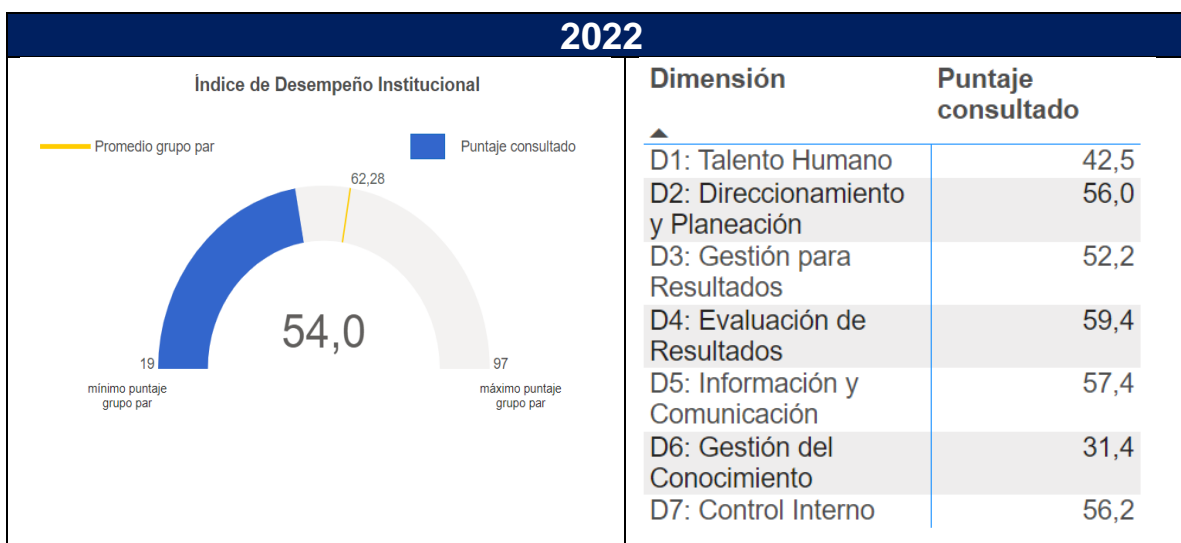 2022
Índice de Desempeño Institucional
Promedio grupo par
Puntaje consultado
62,28
54,0
19
mínimo puntaje
grupo par
97
máximo puntaje
grupo par
Dimensión
Puntaje
consultado
D1: Talento Humano 42,5
D2: Direccionamiento 56,0
y Planeación
D3: Gestión para 52,2
Resultados
D4: Evaluación de 59,4
Resultados
D5: Información y 57,4
Comunicación
D6: Gestión del 31,4
Conocimiento
D7: Control Interno 56,2